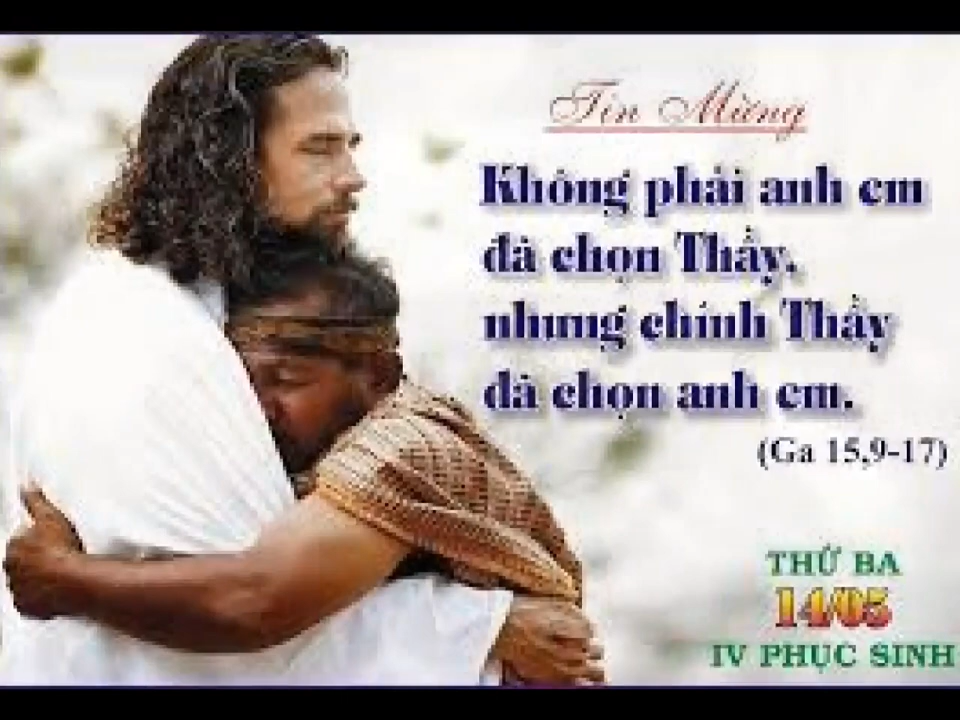 Tin Mừng
Không phải anh em
đã chọn Thầy.
nhưng chính Thầy
đã chọn anh em.
(Ga 15,9-17)
THỨ BA
14/05
IV PHỤC SINH